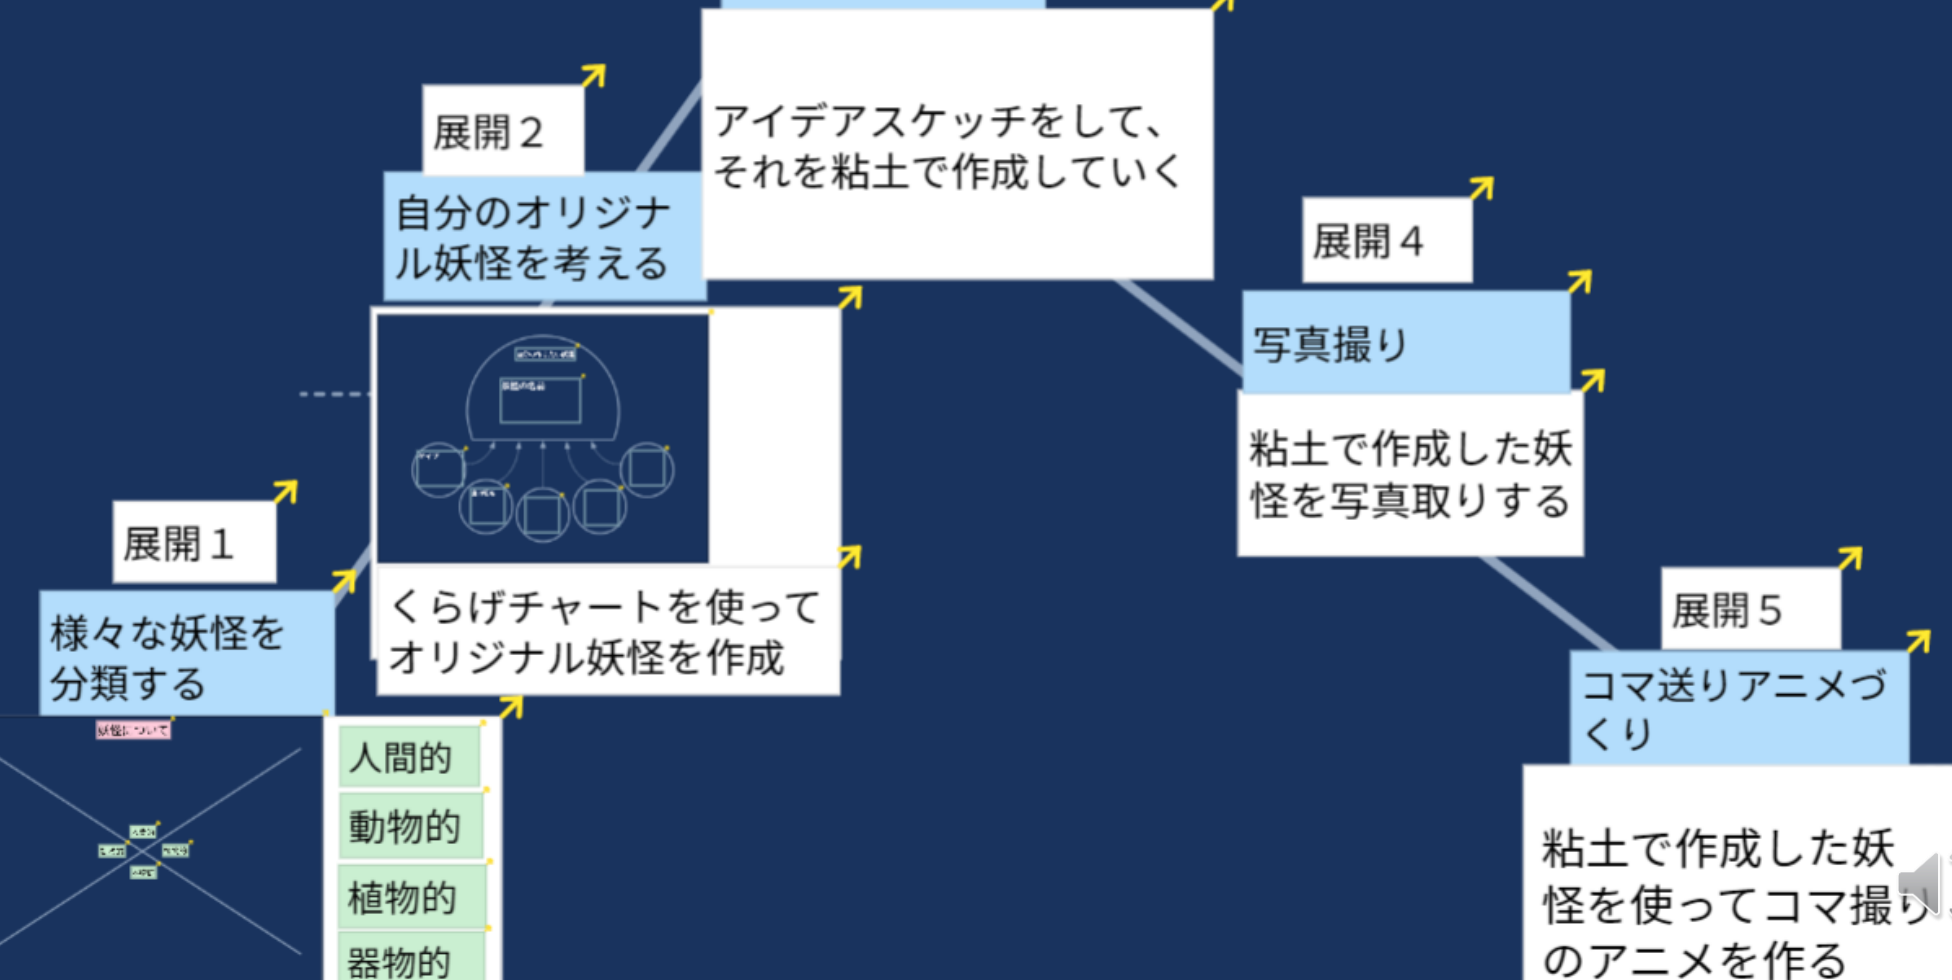 アイデアスケッチをして、
それを粘土で作成していく
展開２
自分のオリジナ
ル妖怪を考える
くらげチャートを使って
オリジナル妖怪を作成
展開１
様々な妖怪を
分類する
妖怪について
人間的
動物的
植物的
器物的
展開４
写真撮り
粘土で作成した妖
怪を写真取りする
展開５
コマ送りアニメづ
くり
粘土で作成した妖
怪を使ってコマ撮り
のアニメを作る